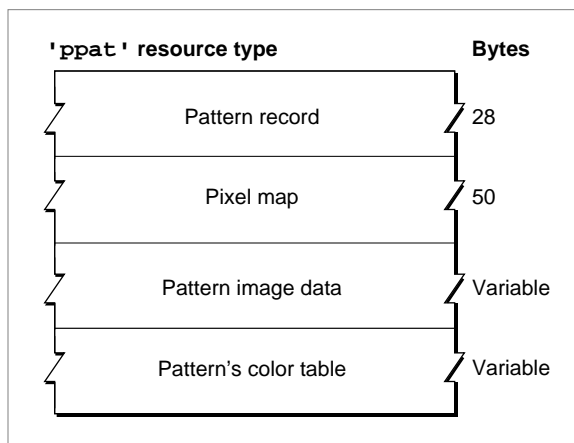 'ppat' resource type Bytes
Pattern record 28
Pixel map 50
Pattern image data Variable
Pattern's color table Variable